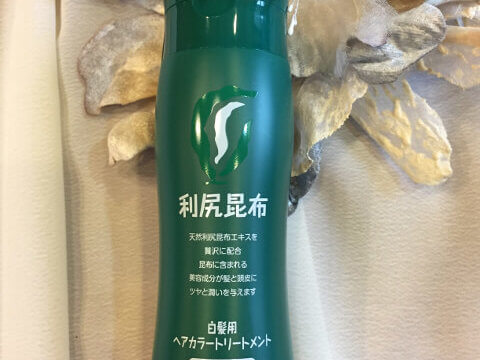 利尻昆布
天然利尻昆布エキスを
贅沢に配合
昆布に含まれる
美容成分が髪と頭皮に
ツヤと潤いを与えます
白髪用
ヘアカラートリートメント